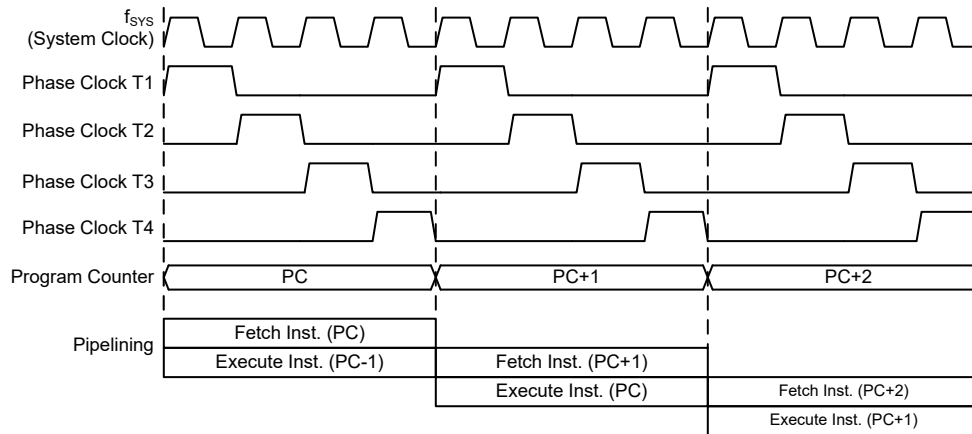 fSYS
(System Clock)
Phase Clock T1
Phase Clock T2
Phase Clock T3
Phase Clock T4
Program Counter PC PC+1 PC+2
Pipelining
Fetch Inst. (PC)
Execute Inst. (PC-1) Fetch Inst. (PC+1)
Execute Inst. (PC) Fetch Inst. (PC+2)
Execute Inst. (PC+1)